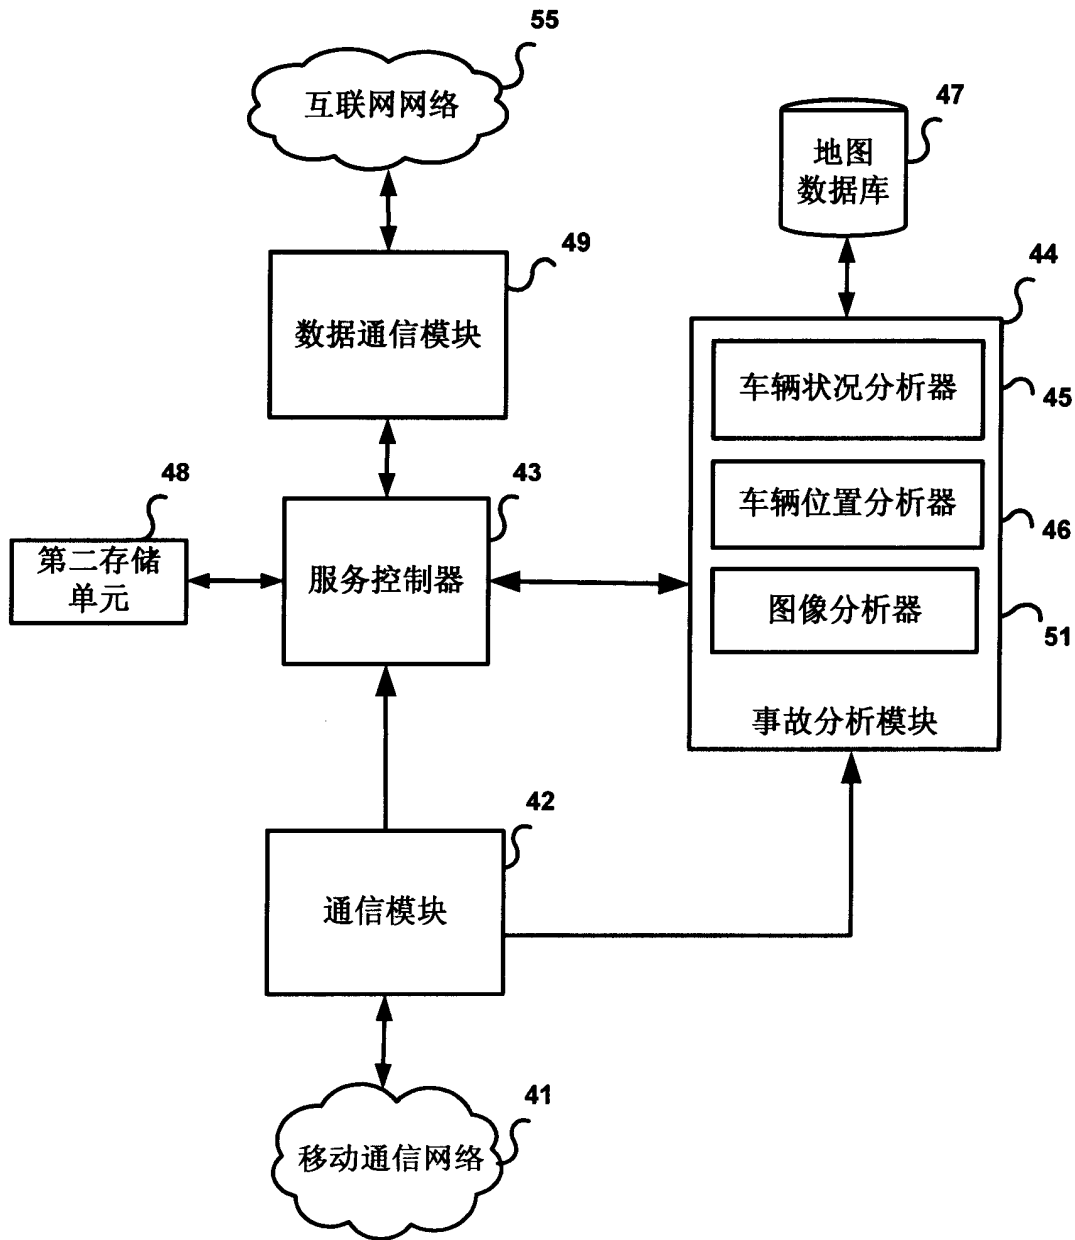 55
互联网网络
47
地图
数据库
49
数据通信模块
44
车辆状况分析器
45
48
43
车辆位置分析器
46
第二存储
单元
服务控制器
图像分析器
51
事故分析模块
42
通信模块
41
移动通信网络